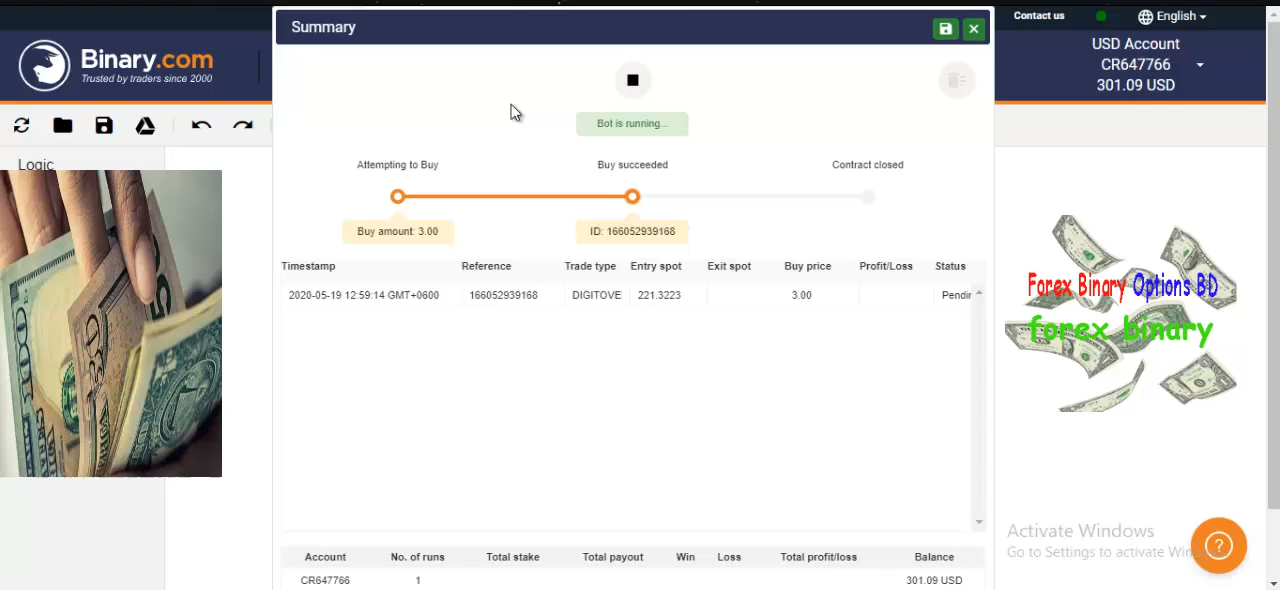 Summary
Contact us
English
Binary.com
Trusted by traders since 2000
USD Account
CR647766
301.09 USD
Bot is running...
Logic
Attempting to Buy
Buy succeeded
Contract closed
Buy amount: 3.00
ID: 166052939168
Timestamp Reference Trade type Entry spot Exit spot Buy price Profit/Loss Status
2020-05-19 12:59:14 GMT+0600 166052939168 DIGITOVE 221.3223 3.00 Pendin
Forex Binary Options BD
forex binary
Activate Windows
Go to Settings to activate Win
?
Account No. of runs Total stake Total payout Win Loss Total profit/loss Balance
CR647766 1 301.09 USD